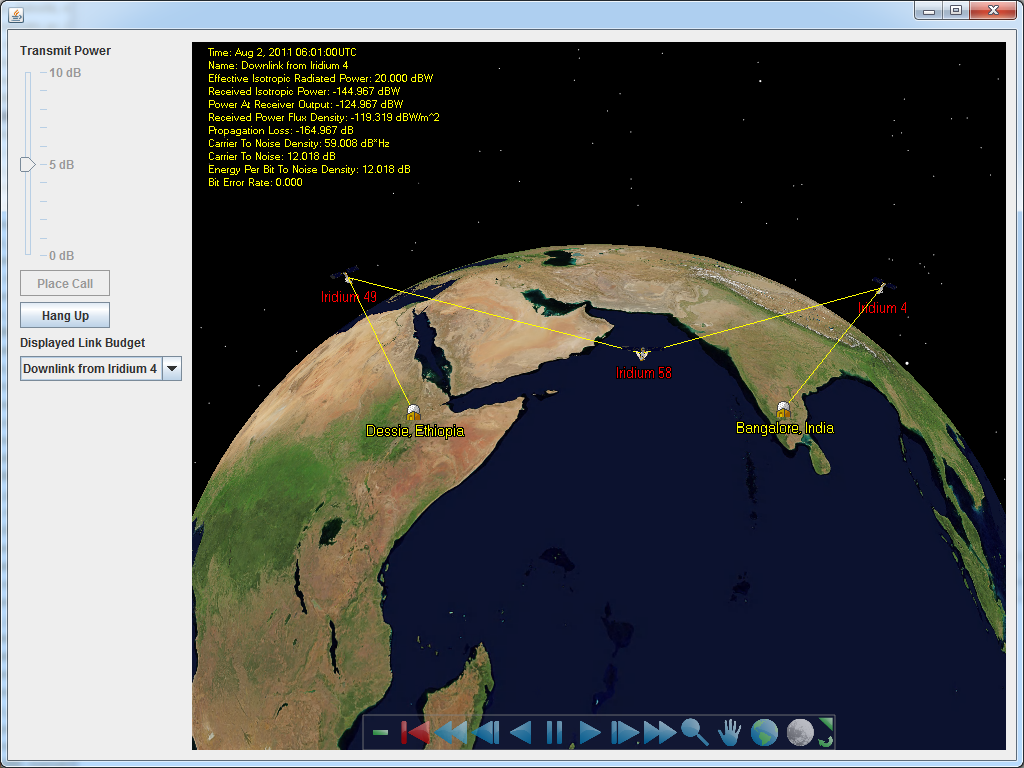 Transmit Power
10 dB
5 dB
0 dB
Place Call
Hang Up
Displayed Link Budget
Downlink from Iridium 4
Time: Aug 2, 2011 06:01:00UTC
Name: Downlink from Iridium 4
Effective Isotropic Radiated Power: 20.000 dBW
Received Isotropic Power: -144.967 dBW
Power At Receiver Output: -124.967 dBW
Received Power Flux Density: -119.319 dBW/m^2
Propagation Loss: -164.967 dB
Carrier To Noise Density: 59.008 dB*Hz
Carrier To Noise: 12.018 dB
Energy Per Bit To Noise Density: 12.018 dB
Bit Error Rate: 0.000
Iridium 49
Iridium 4
Iridium 58
Dessie, Ethiopia
Bangalore, India